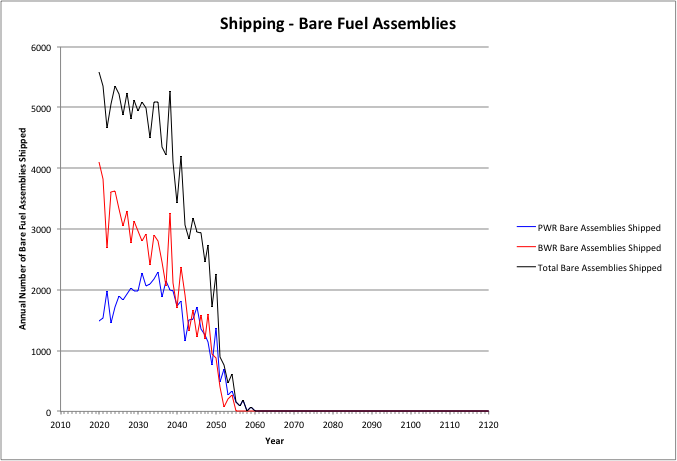 Shipping - Bare Fuel Assemblies
Annual Number of Bare Fuel Assemblies Shipped
6000
5000
4000
3000
2000
1000
0
2010 2020 2030 2040 2050 2060 2070 2080 2090 2100 2110 2120
Year
PWR Bare Assemblies Shipped
BWR Bare Assemblies Shipped
Total Bare Assemblies Shipped